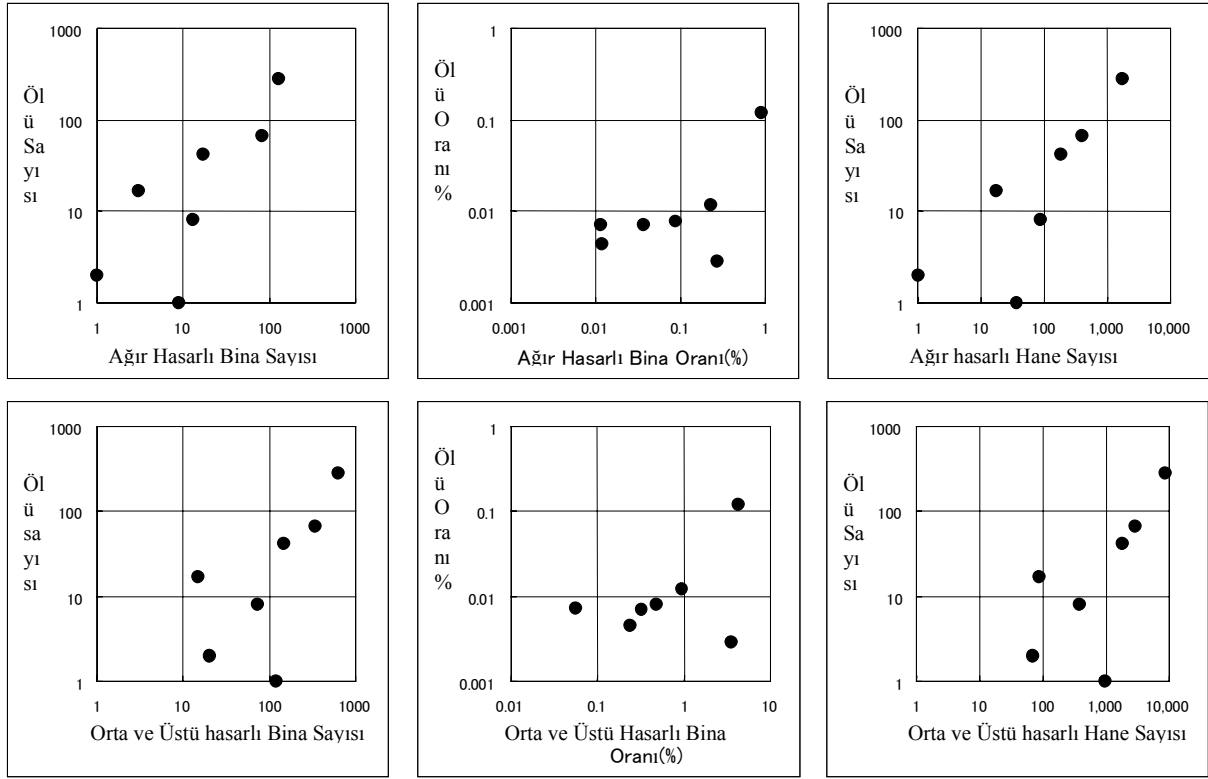 1000
100
10
1
Öl
ü
Sa
yı
sı
1 10 100 1000
Ağır Hasarlı Bina Sayısı
1
0.1
0.01
0.001
Öl
ü
O
ra
nı
%
0.001 0.01 0.1 1
Ağır Hasarlı Bina Oranı(%)
1000
100
10
1
Öl
ü
Sa
yı
sı
1 10 100 1,000 10,000
Ağır hasarlı Hane Sayısı
1000
100
10
1
Öl
ü
sa
yı
sı
1 10 100 1000
Orta ve Üstü hasarlı Bina Sayısı
1
0.1
0.01
0.001
Öl
ü
O
ra
nı
%
0.01 0.1 1 10
Orta ve Üstü Hasarlı Bina
Oranı(%)
1000
100
10
1
Öl
ü
Sa
yı
sı
1 10 100 1,000 10,000
Orta ve Üstü hasarlı Hane Sayısı